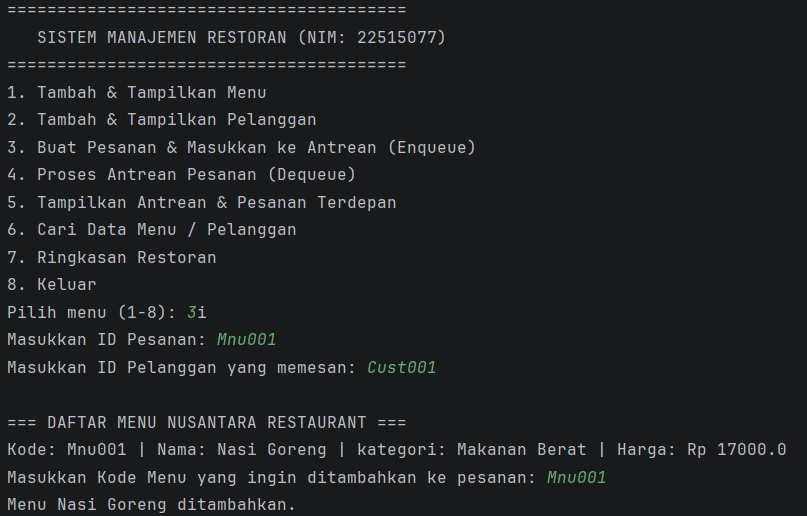 ========================================
SISTEM MANAJEMEN RESTORAN (NIM: 22515077)
========================================
1. Tambah & Tampilkan Menu
2. Tambah & Tampilkan Pelanggan
3. Buat Pesanan & Masukkan ke Antrean (Enqueue)
4. Proses Antrean Pesanan (Dequeue)
5. Tampilkan Antrean & Pesanan Terdepan
6. Cari Data Menu / Pelanggan
7. Ringkasan Restoran
8. Keluar
Pilih menu (1-8): 3i
Masukkan ID Pesanan: Mnu001
Masukkan ID Pelanggan yang memesan: Cust001

=== DAFTAR MENU NUSANTARA RESTAURANT ===
Kode: Mnu001 | Nama: Nasi Goreng | kategori: Makanan Berat | Harga: Rp 17000.0
Masukkan Kode Menu yang ingin ditambahkan ke pesanan: Mnu001
Menu Nasi Goreng ditambahkan.